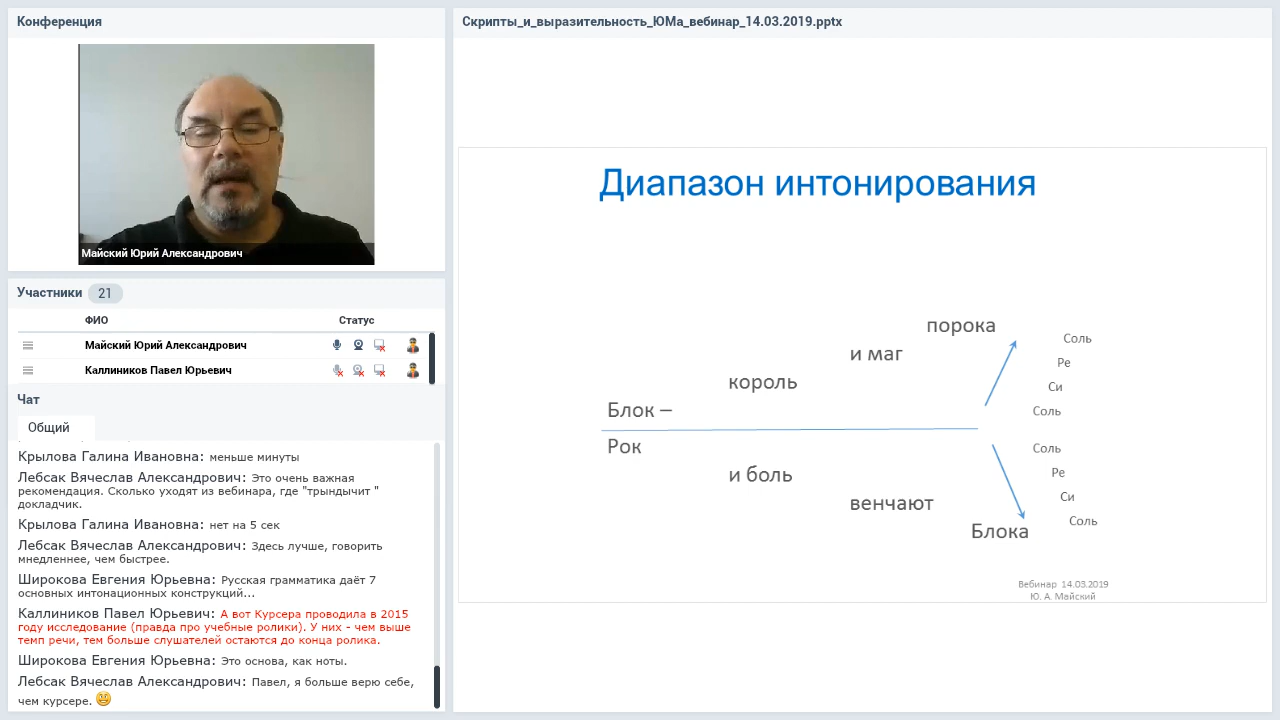 Конференция
Майский Юрий Александрович
Участники 21
ФИО Статус
Майский Юрий Александрович
Каллиников Павел Юрьевич
Чат
Общий
Крылова Галина Ивановна: меньше минуты
Лебсак Вячеслав Александрович: Это очень важная
рекомендация. Сколько уходят из вебинара, где "трындычит "
докладчик.
Крылова Галина Ивановна: нет на 5 сек
Лебсак Вячеслав Александрович: Здесь лучше, говорить
мнедленнее, чем быстрее.
Широкова Евгения Юрьевна: Русская грамматика даёт 7
основных интонационных конструкций...
Каллиников Павел Юрьевич: А вот Курсера проводила в 2015
году исследование (правда про учебные ролики). У них - чем выше
темп речи, тем больше слушателей остаются до конца ролика.
Широкова Евгения Юрьевна: Это основа, как ноты.
Лебсак Вячеслав Александрович: Павел, я больше верю себе,
чем курсере.
Скрипты_и_выразительность_ЮМа_вебинар_14.03.2019.pptx
Диапазон интонирования
порока
Соль
и маг
Ре
король
Си
Блок –
Соль
Рок
Соль
и боль
Ре
венчают
Си
Блока
Соль
Вебинар 14.03.2019
Ю. А. Майский